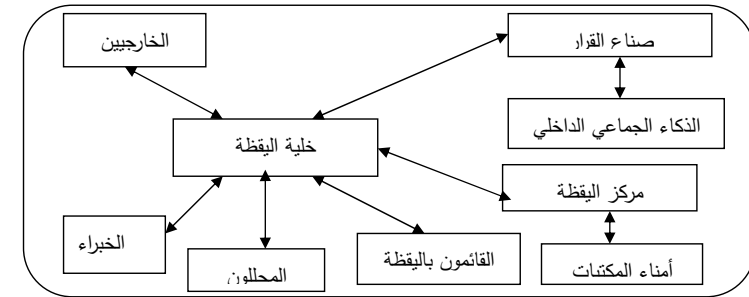 الخارجيين
صناع القرار
الذكاء الجماعي الداخلي
خلية اليقظة
مركز اليقظة
الخبراء
المحللون
القائمون باليقظة
أمناء المكتبات